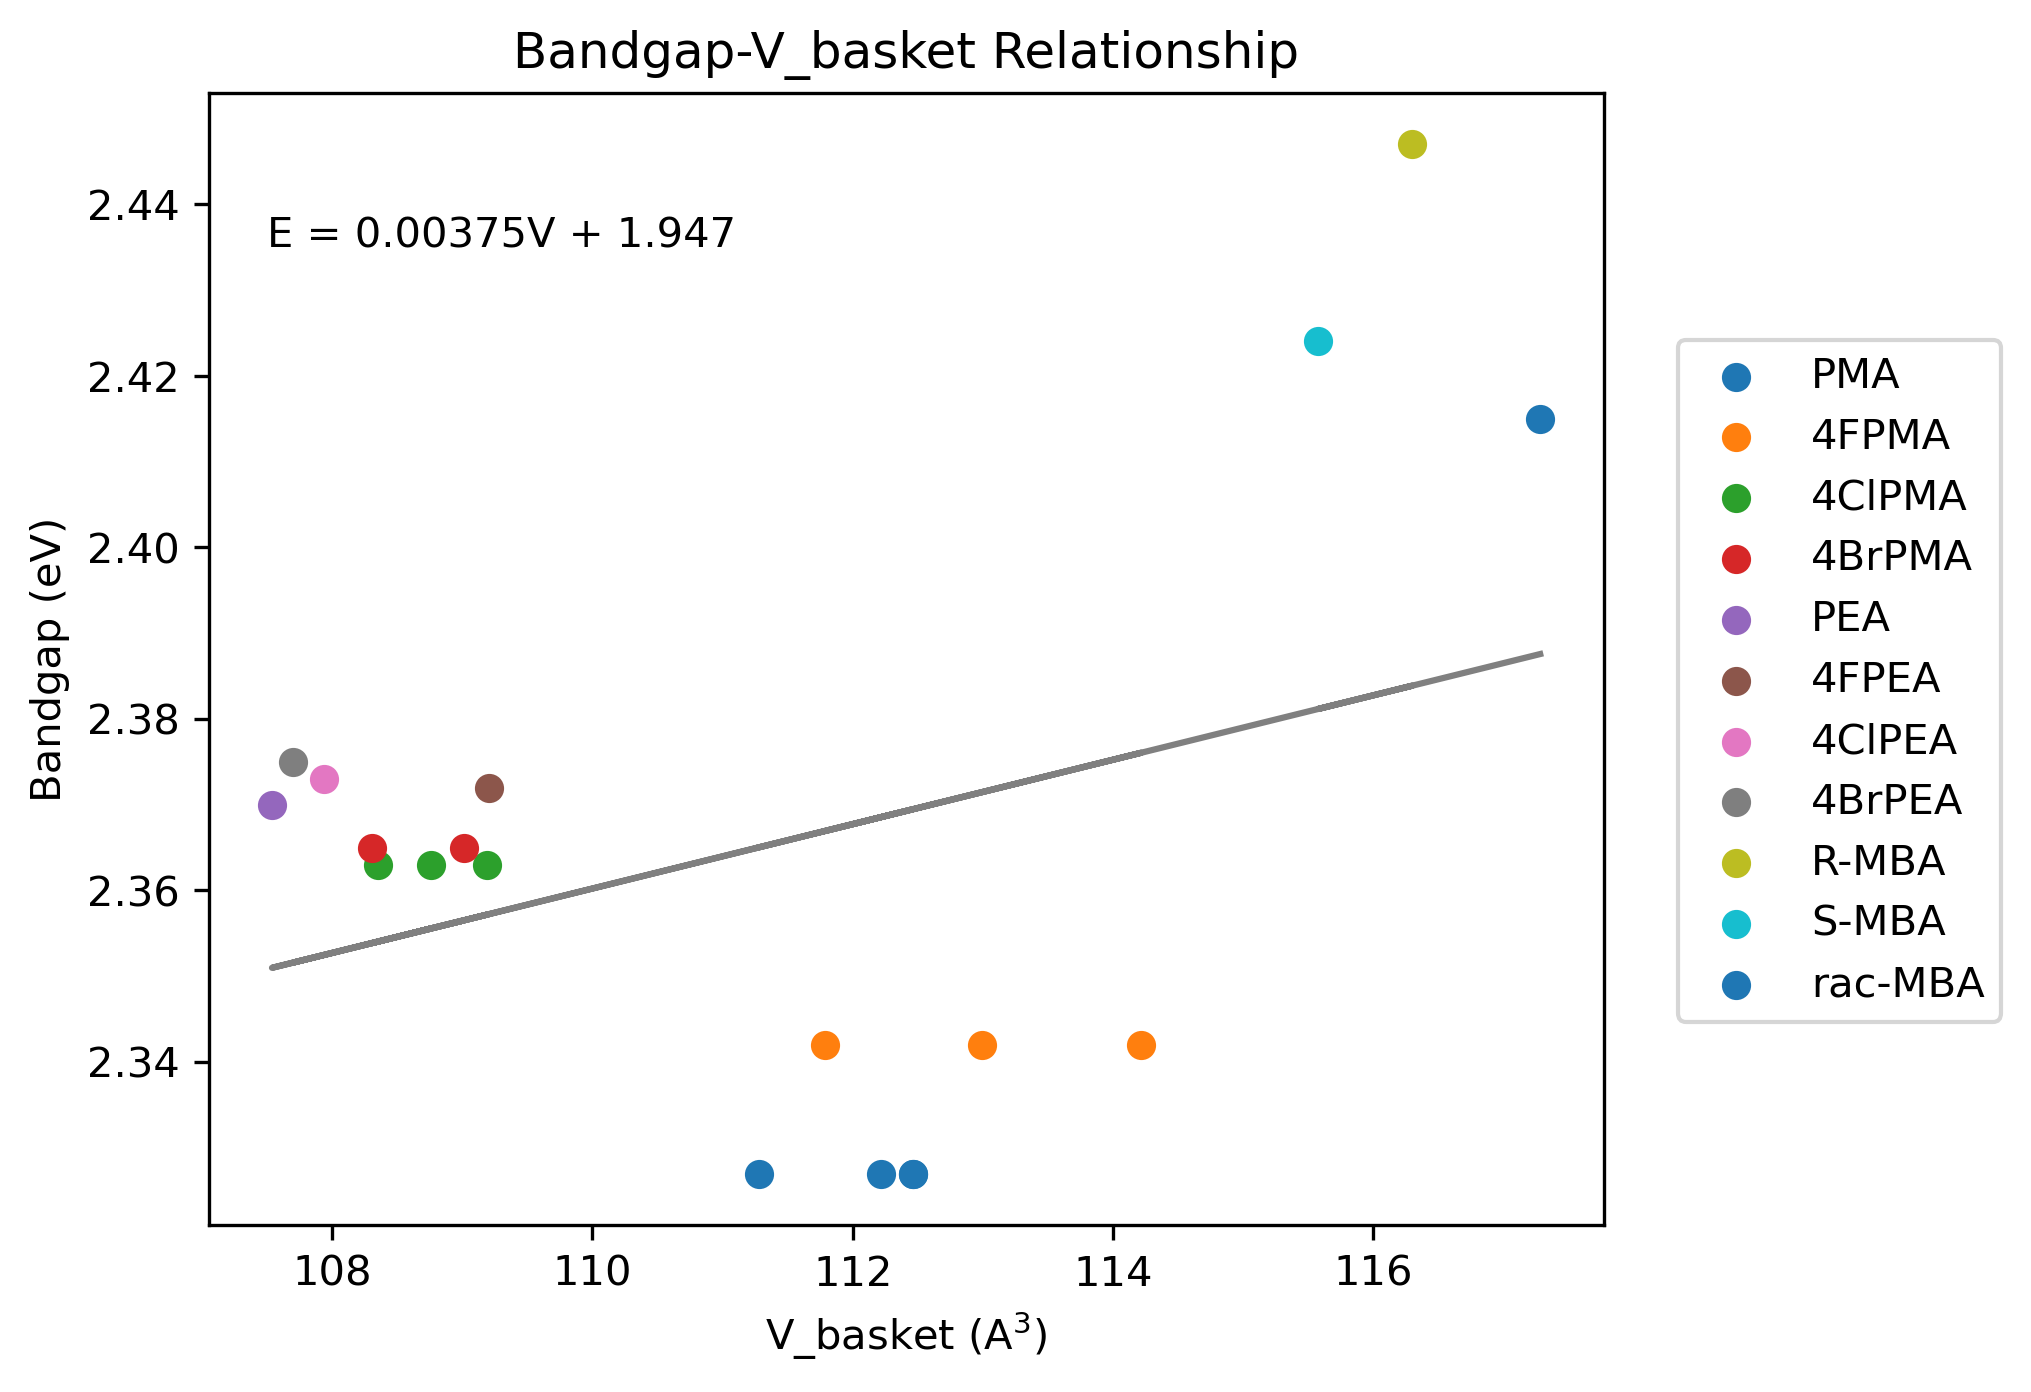 Bandgap-V_basket Relationship
E = 0.00375V + 1.947
2.44
2.42
2.40
2.38
2.36
2.34
Bandgap (eV)
108 110 112 114 116
V_basket (A³)
PMA
4FPMA
4ClPMA
4BrPMA
PEA
4FPEA
4ClPEA
4BrPEA
R-MBA
S-MBA
rac-MBA